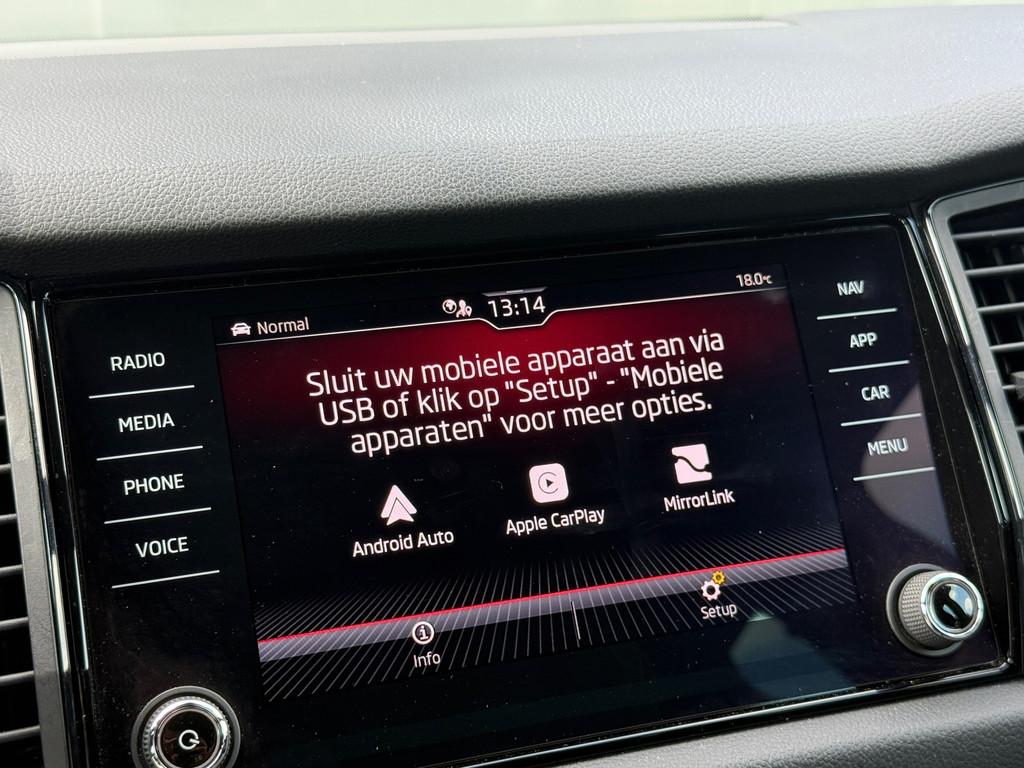 Normal
13:14
18.0°C
RADIO
MEDIA
PHONE
VOICE
Sluit uw mobiele apparaat aan via
USB of klik op "Setup" - "Mobiele
apparaten" voor meer opties.
Android Auto
Apple CarPlay
MirrorLink
Info
Setup
NAV
APP
CAR
MENU